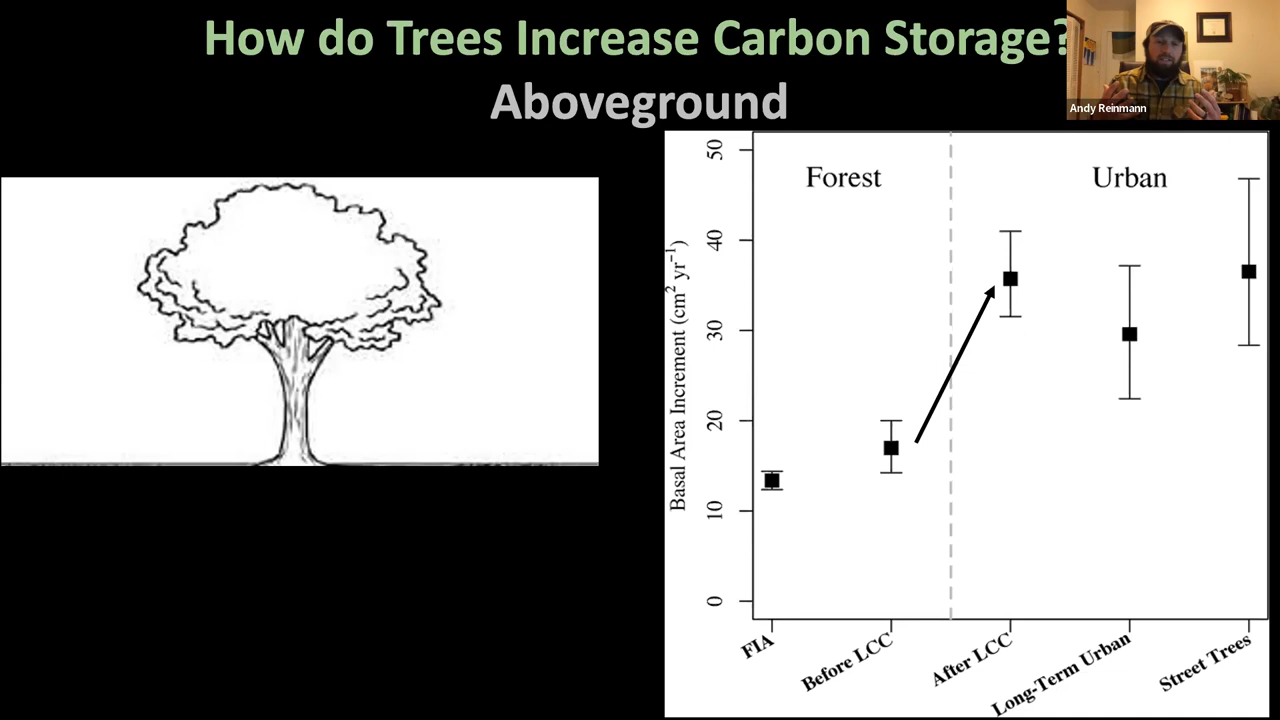 How do Trees Increase Carbon Storage?
Aboveground
Andy Reinmann
Forest
Urban
50
40
30
20
10
0
Basal Area Increment (cm² yr⁻¹)
FIA
Before LCC
After LCC
Long-Term Urban
Street Trees